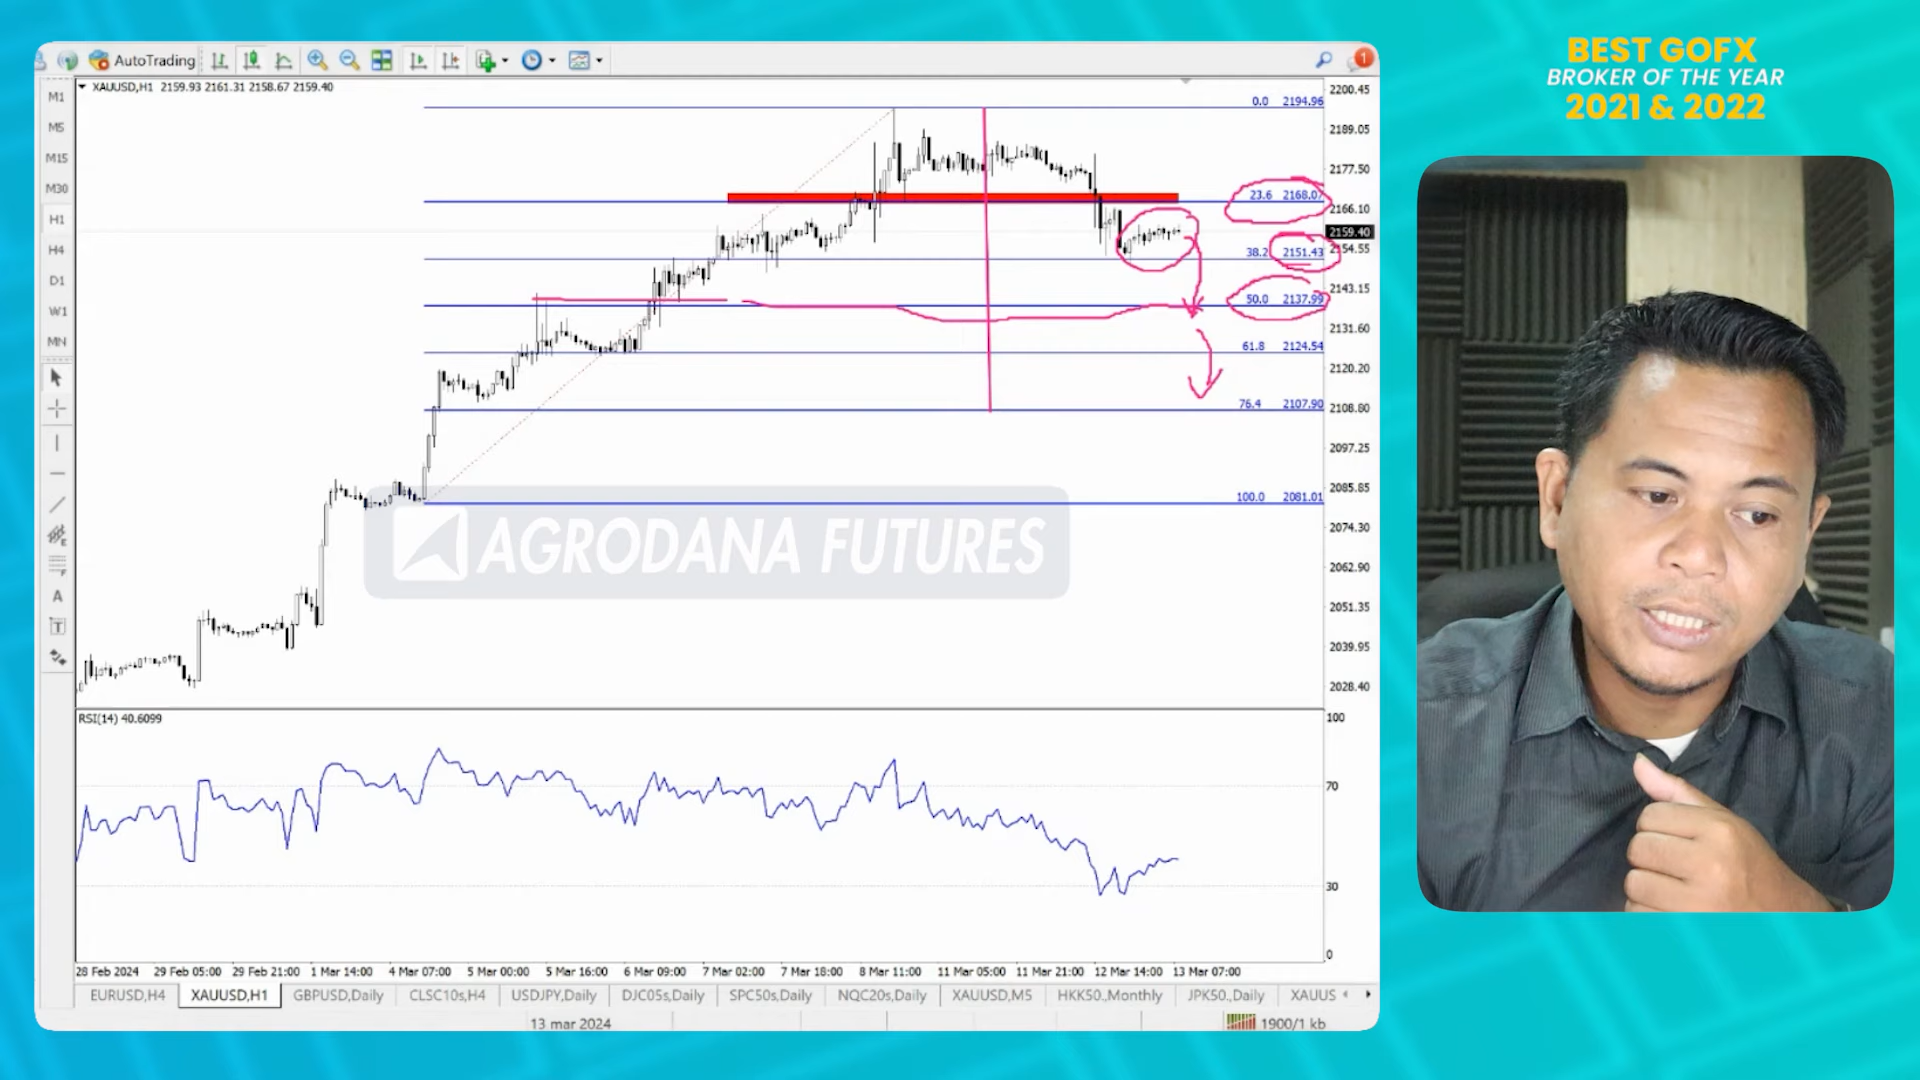 AutoTrading
1
BEST GOFX
BROKER OF THE YEAR
2021 & 2022
XAUUSD,H1 2159.93 2161.31 2158.67 2159.40
M1
M5
M15
M30
H1
H4
D1
W1
MN
A
T
0.0 2194.96
23.6 2168.07
38.2 2151.43
50.0 2137.99
61.8 2124.54
76.4 2107.90
100.0 2081.01
2200.45
2189.05
2177.50
2166.10
2159.40
2154.55
2143.15
2131.60
2120.20
2108.80
2097.25
2085.85
2074.30
2062.90
2051.35
2039.95
2028.40
AGRODANA FUTURES
RSI(14) 40.6099
100
70
30
0
28 Feb 2024 29 Feb 05:00 29 Feb 21:00 1 Mar 14:00 4 Mar 07:00 5 Mar 00:00 5 Mar 16:00 6 Mar 09:00 7 Mar 02:00 7 Mar 18:00 8 Mar 11:00 11 Mar 05:00 11 Mar 21:00 12 Mar 14:00 13 Mar 07:00
EURUSD,H4 XAUUSD,H1 GBPUSD,Daily CLSC10s,H4 USDJPY,Daily DJC05s,Daily SPC50s,Daily NQC20s,Daily XAUUSD,M5 HKK50.,Monthly JPK50.,Daily XAUUS
13 mar 2024 1900/1 kb